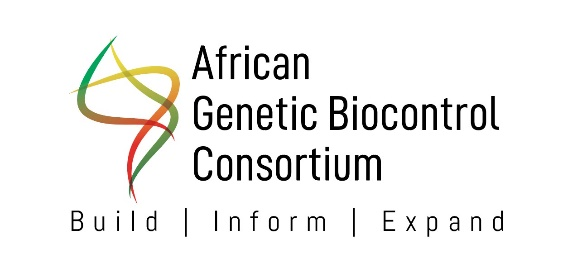 African
Genetic Biocontrol
Consortium
Build | Inform | Expand